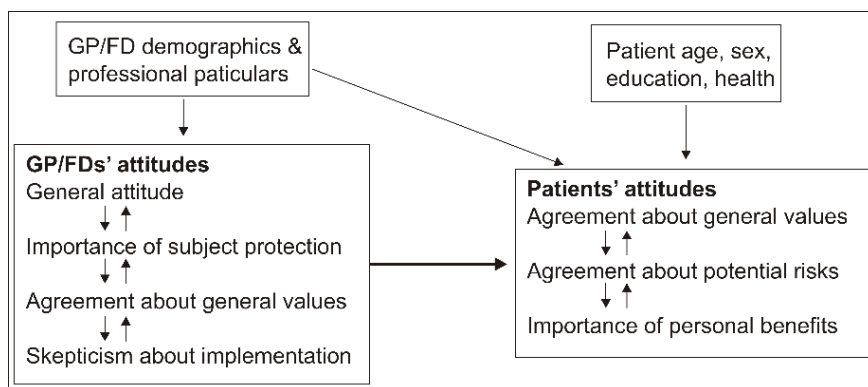 GP/FD demographics &
professional paticulars
Patient age, sex,
education, health
GP/FDs' attitudes
General attitude
Importance of subject protection
Agreement about general values
Skepticism about implementation
Patients' attitudes
Agreement about general values
Agreement about potential risks
Importance of personal benefits